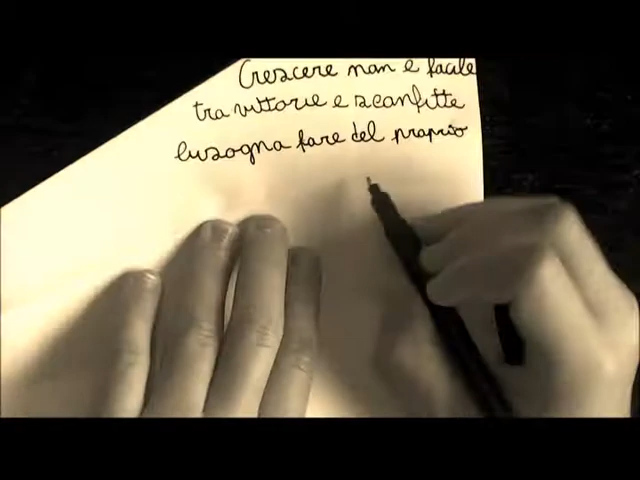 Crescere non è facile
tra vittorie e sconfitte
bisogna fare del proprio